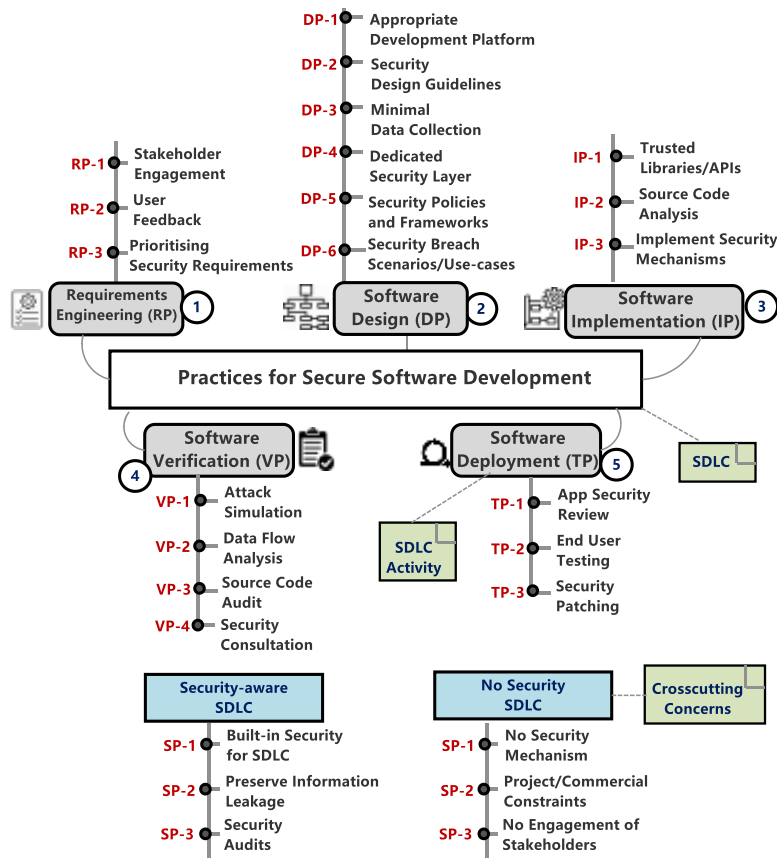 DP-1 Appropriate
Development Platform
DP-2 Security
Design Guidelines
DP-3 Minimal
Data Collection
DP-4 Dedicated
Security Layer
DP-5 Security Policies
and Frameworks
DP-6 Security Breach
Scenarios/Use-cases
RP-1 Stakeholder
Engagement
RP-2 User
Feedback
RP-3 Prioritising
Security Requirements
IP-1 Trusted
Libraries/APIs
IP-2 Source Code
Analysis
IP-3 Implement Security
Mechanisms
Requirements
Engineering (RP)
1
Software
Design (DP)
2
Software
Implementation (IP)
3
Practices for Secure Software Development
Software
Verification (VP)
4
Software
Deployment (TP)
5
SDLC
SDLC
Activity
VP-1 Attack
Simulation
VP-2 Data Flow
Analysis
VP-3 Source Code
Audit
VP-4 Security
Consultation
TP-1 App Security
Review
TP-2 End User
Testing
TP-3 Security
Patching
Security-aware
SDLC
SP-1 Built-in Security
for SDLC
SP-2 Preserve Information
Leakage
SP-3 Security
Audits
No Security
SDLC
Crosscutting
Concerns
SP-1 No Security
Mechanism
SP-2 Project/Commercial
Constraints
SP-3 No Engagement of
Stakeholders